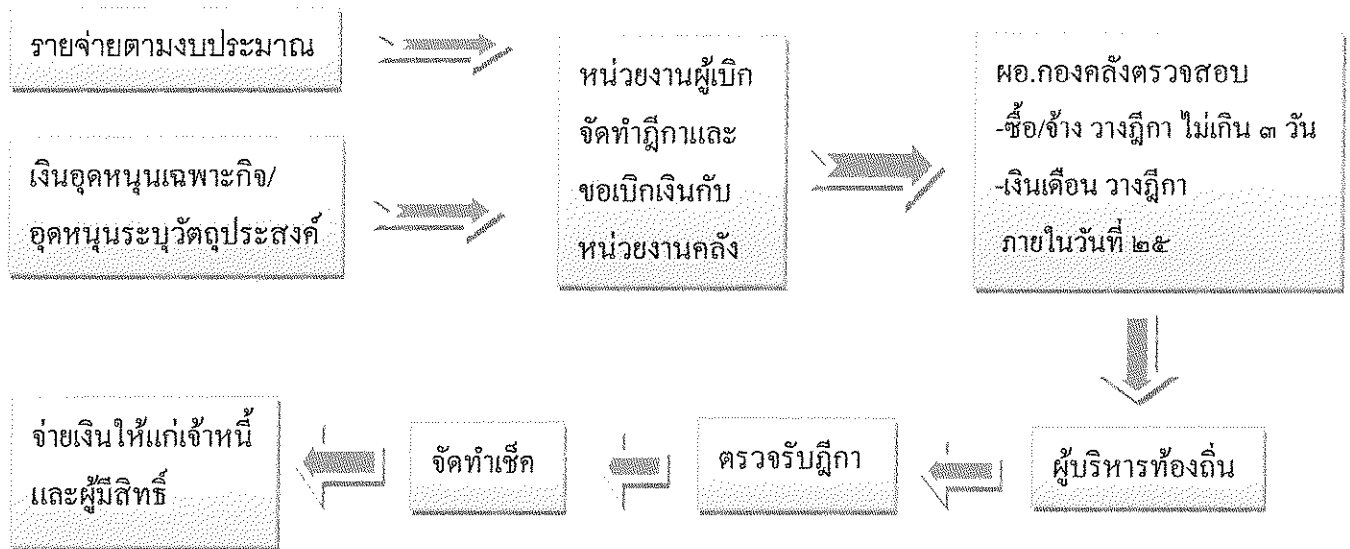 รายจ่ายตามงบประมาณ
เงินอุดหนุนเฉพาะกิจ/
อุดหนุนระบุวัตถุประสงค์
หน่วยงานผู้เบิก
จัดทำฎีกาและ
ขอเบิกเงินกับ
หน่วยงานคลัง
ผอ.กองคลังตรวจสอบ
-ซื้อ/จ้าง วางฎีกา ไม่เกิน ๓ วัน
-เงินเดือน วางฎีกา
ภายในวันที่ ๒๕
ผู้บริหารท้องถิ่น
ตรวจรับฎีกา
จัดทำเช็ค
จ่ายเงินให้แก่เจ้าหนี้
และผู้มีสิทธิ์